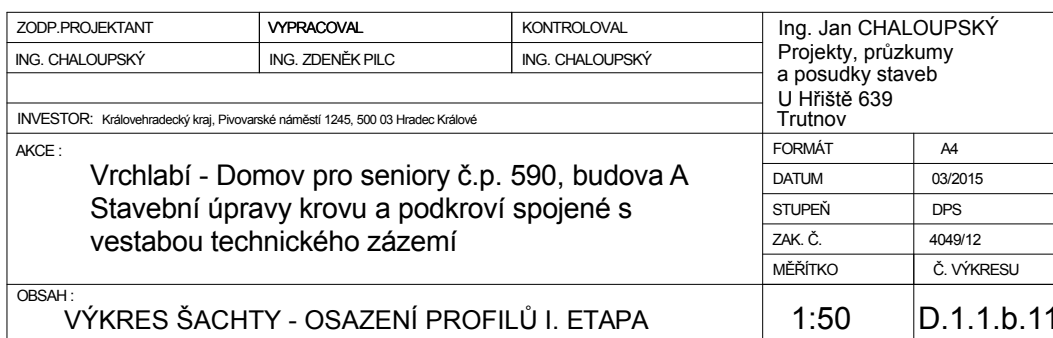 ZODP.PROJEKTANT VYPRACOVAL KONTROLOVAL
ING. CHALOUPSKÝ ING. ZDENĚK PILC ING. CHALOUPSKÝ
INVESTOR: Královehradecký kraj, Pivovarské náměstí 1245, 500 03 Hradec Králové
Ing. Jan CHALOUPSKÝ
Projekty, průzkumy
a posudky staveb
U Hřiště 639
Trutnov
AKCE :
Vrchlabí - Domov pro seniory č.p. 590, budova A
Stavební úpravy krovu a podkroví spojené s
vestabou technického zázemí
FORMÁT A4
DATUM 03/2015
STUPEŇ DPS
ZAK. Č. 4049/12
MĚŘÍTKO Č. VÝKRESU
OBSAH :
VÝKRES ŠACHTY - OSAZENÍ PROFILŮ I. ETAPA
1:50 D.1.1.b.11